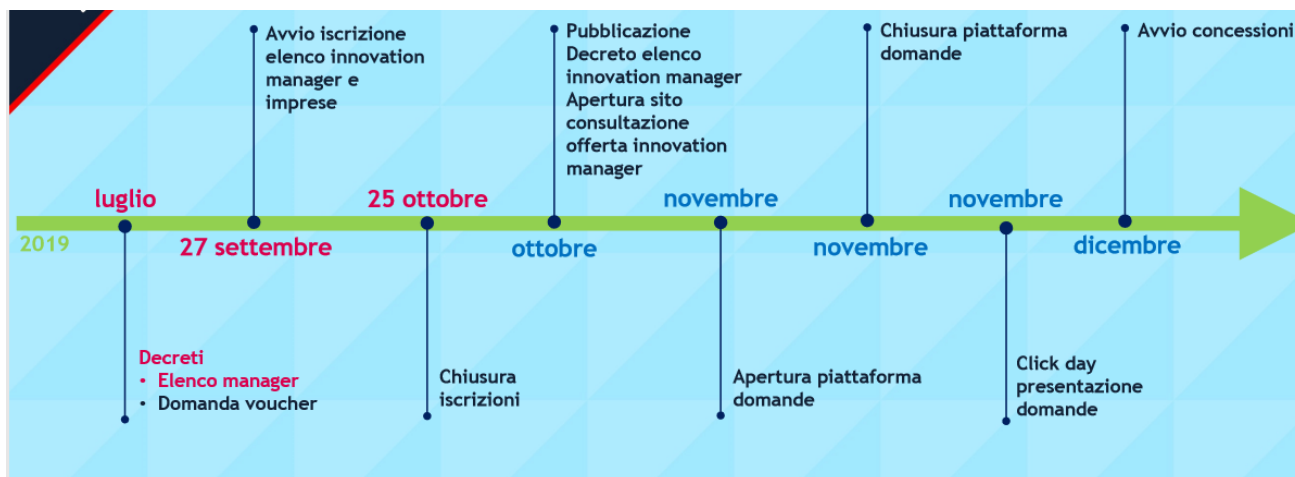 Avvio iscrizione
elenco innovation
manager e
imprese
Pubblicazione
Decreto elenco
innovation manager
Apertura sito
consultazione
offerta innovation
manager
Chiusura piattaforma
domande
Avvio concessioni
luglio
25 ottobre
novembre
novembre
2019
27 settembre
ottobre
novembre
dicembre
Decreti
• Elenco manager
• Domanda voucher
Chiusura
iscrizioni
Apertura piattaforma
domande
Click day
presentazione
domande